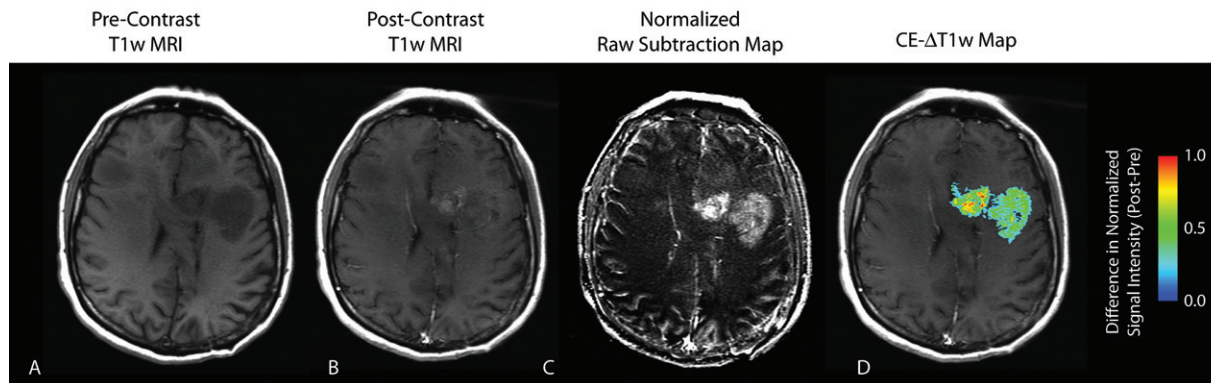 Pre-Contrast
T1w MRI
Post-Contrast
T1w MRI
Normalized
Raw Subtraction Map
CE-ΔT1w Map
A
B
C
D
Difference in Normalized
Signal Intensity (Post-Pre)
1.0
0.5
0.0